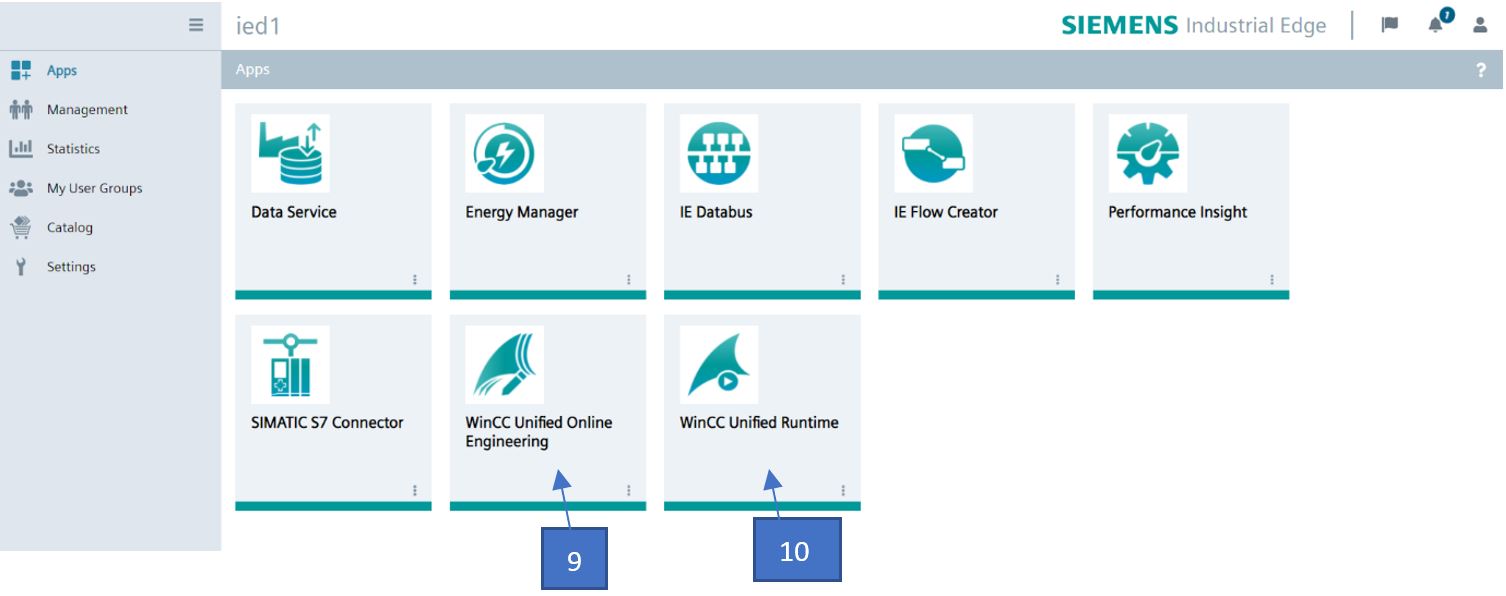 ied1
SIEMENS Industrial Edge
1
Apps
Management
Statistics
My User Groups
Catalog
Settings
Apps
?
Data Service
Energy Manager
IE Databus
IE Flow Creator
Performance Insight
SIMATIC S7 Connector
WinCC Unified Online
Engineering
WinCC Unified Runtime
9
10